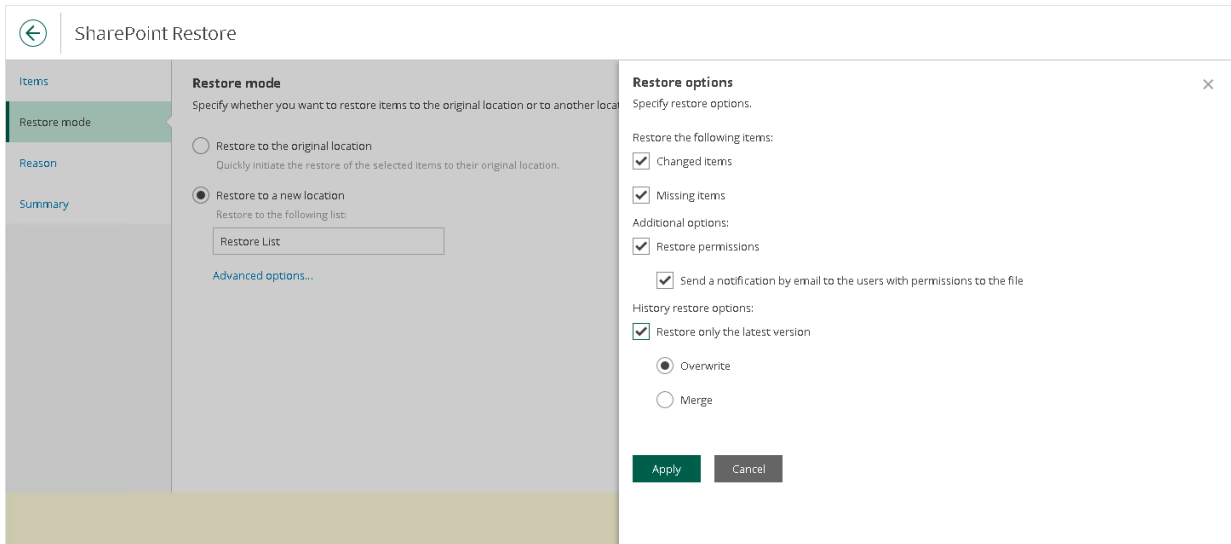 SharePoint Restore
Items
Restore mode
Reason
Summary
Restore mode
Specify whether you want to restore items to the original location or to another
Restore to the original location
Quickly initiate the restore of the selected items to their original location.
Restore to a new location
Restore to the following list:
Restore List
Advanced options...
Restore options
Specify restore options.
Restore the following items:
Changed items
Missing items
Additional options:
Restore permissions
Send a notification by email to the users with permissions to the file
History restore options:
Restore only the latest version
Overwrite
Merge
Apply
Cancel